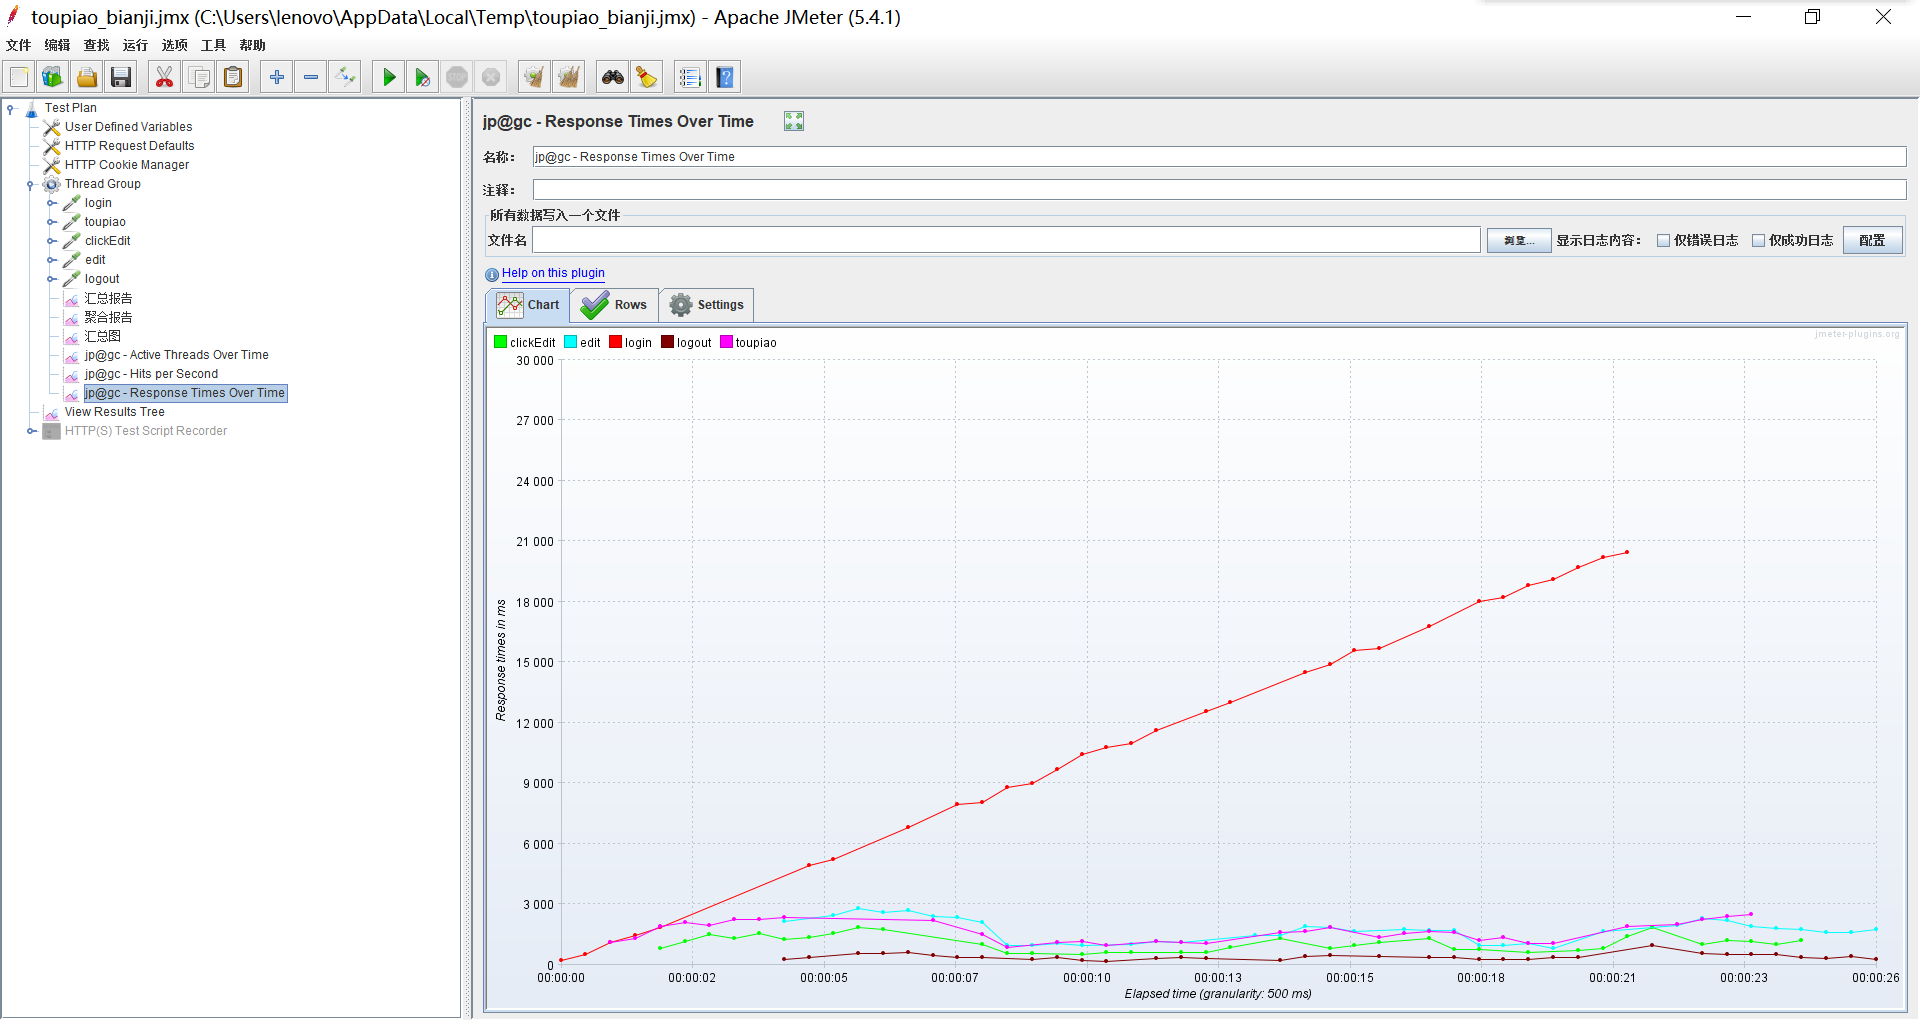 toupiao_bianji.jmx (C:\Users\lenovo\AppData\Local\Temp\toupiao_bianji.jmx) - Apache JMeter (5.4.1)
文件 编辑 查找 运行 选项 工具 帮助
STOP
Test Plan
User Defined Variables
HTTP Request Defaults
HTTP Cookie Manager
Thread Group
login
toupiao
clickEdit
edit
logout
汇总报告
聚合报告
汇总图
jp@gc - Active Threads Over Time
jp@gc - Hits per Second
jp@gc - Response Times Over Time
View Results Tree
HTTP(S) Test Script Recorder
jp@gc - Response Times Over Time
名称： jp@gc - Response Times Over Time
注释：
所有数据写入一个文件
文件名 浏览... 显示日志内容： 仅错误日志 仅成功日志 配置
Help on this plugin
Chart Rows Settings
clickEdit edit login logout toupiao
jmeter-plugins.org
30 000
27 000
24 000
21 000
18 000
15 000
12 000
9 000
6 000
3 000
0
Response times in ms
00:00:00 00:00:02 00:00:05 00:00:07 00:00:10 00:00:13 00:00:15 00:00:18 00:00:21 00:00:23 00:00:26
Elapsed time (granularity: 500 ms)